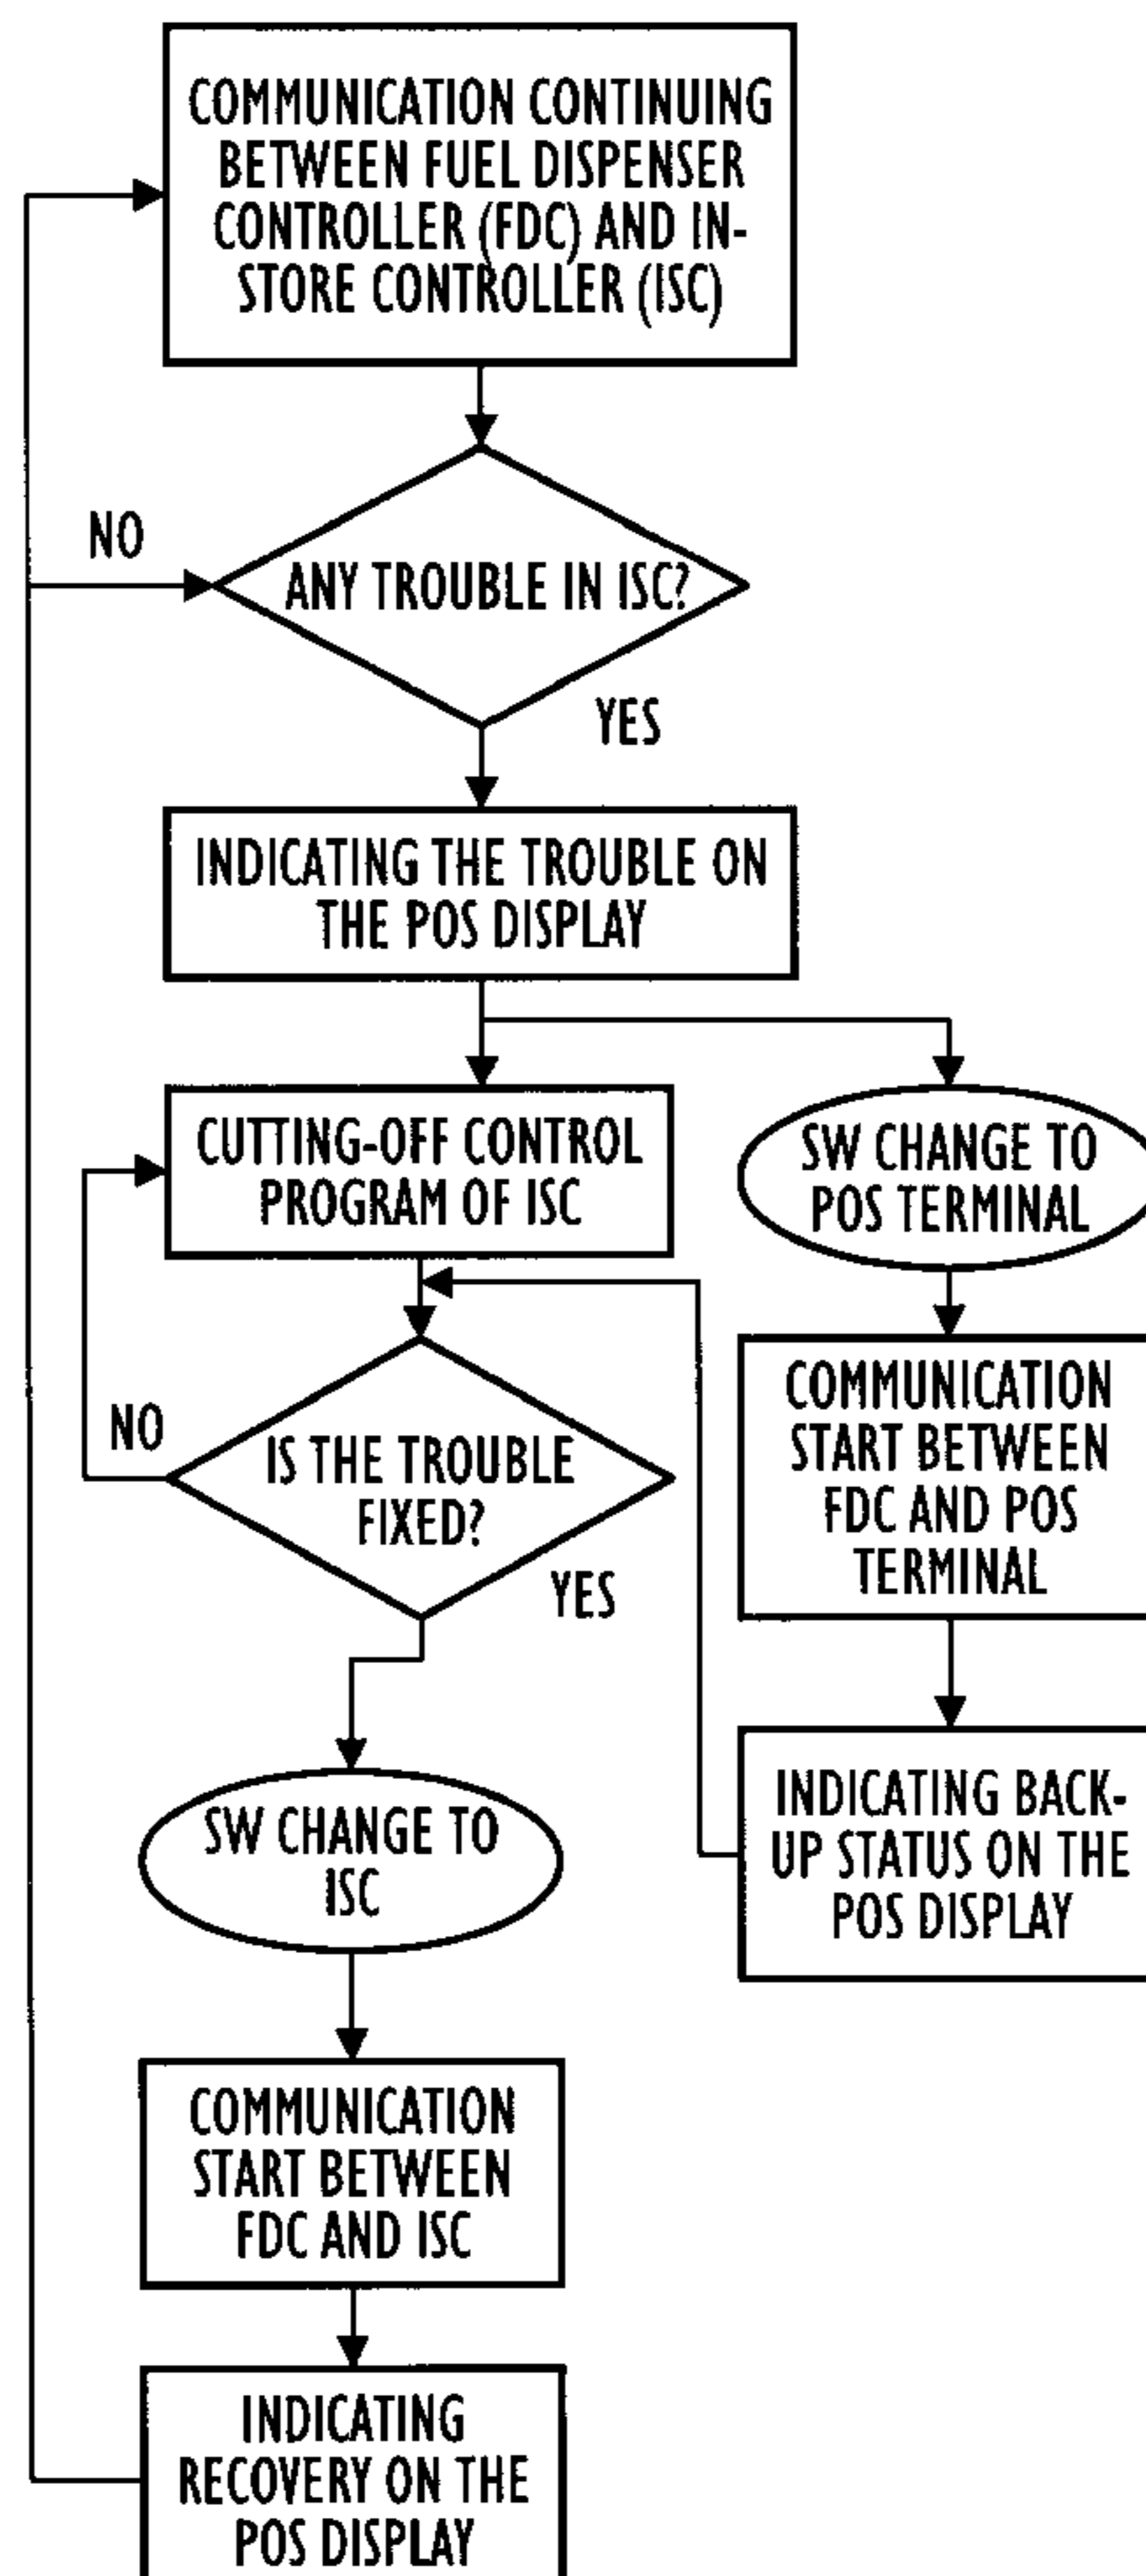 COMMUNICATION CONTINUING
BETWEEN FUEL DISPENSER
CONTROLLER (FDC) AND IN-
STORE CONTROLLER (ISC)
NO
ANY TROUBLE IN ISC?
YES
INDICATING THE TROUBLE ON
THE POS DISPLAY
CUTTING-OFF CONTROL
PROGRAM OF ISC
SW CHANGE TO
POS TERMINAL
NO
IS THE TROUBLE
FIXED?
YES
COMMUNICATION
START BETWEEN
FDC AND POS
TERMINAL
INDICATING BACK-
UP STATUS ON THE
POS DISPLAY
SW CHANGE TO
ISC
COMMUNICATION
START BETWEEN
FDC AND ISC
INDICATING
RECOVERY ON THE
POS DISPLAY